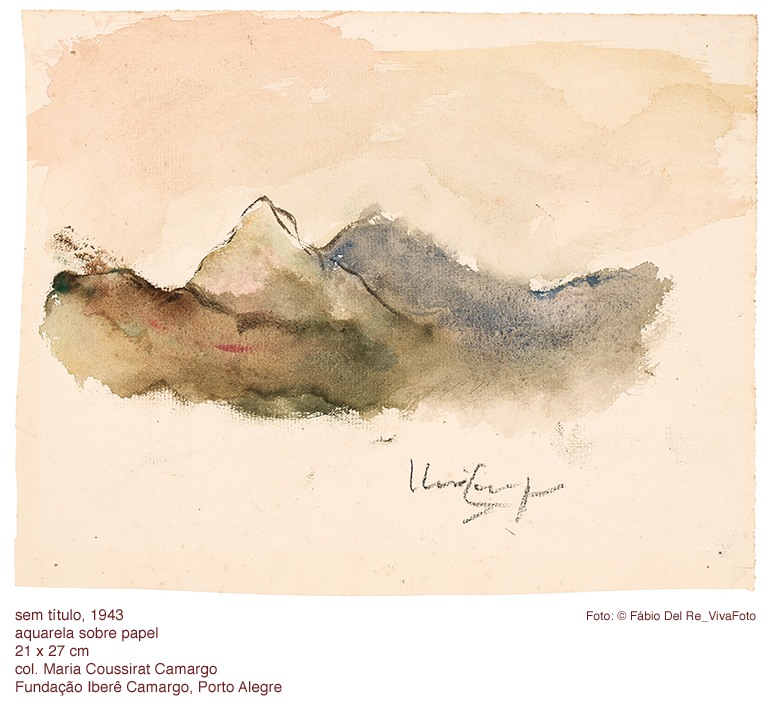 sem título, 1943
aquarela sobre papel
21 x 27 cm
col. Maria Coussirat Camargo
Fundação Iberê Camargo, Porto Alegre
Foto: © Fábio Del Re_VivaFoto